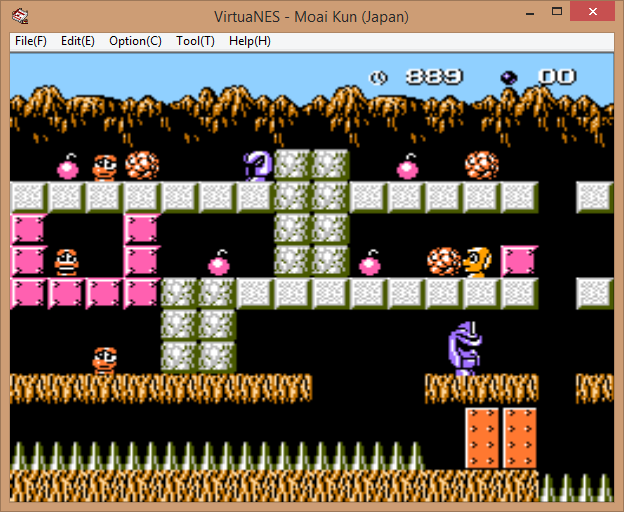 VirtuaNES - Moai Kun (Japan)
File(F) Edit(E) Option(C) Tool(T) Help(H)
889 00